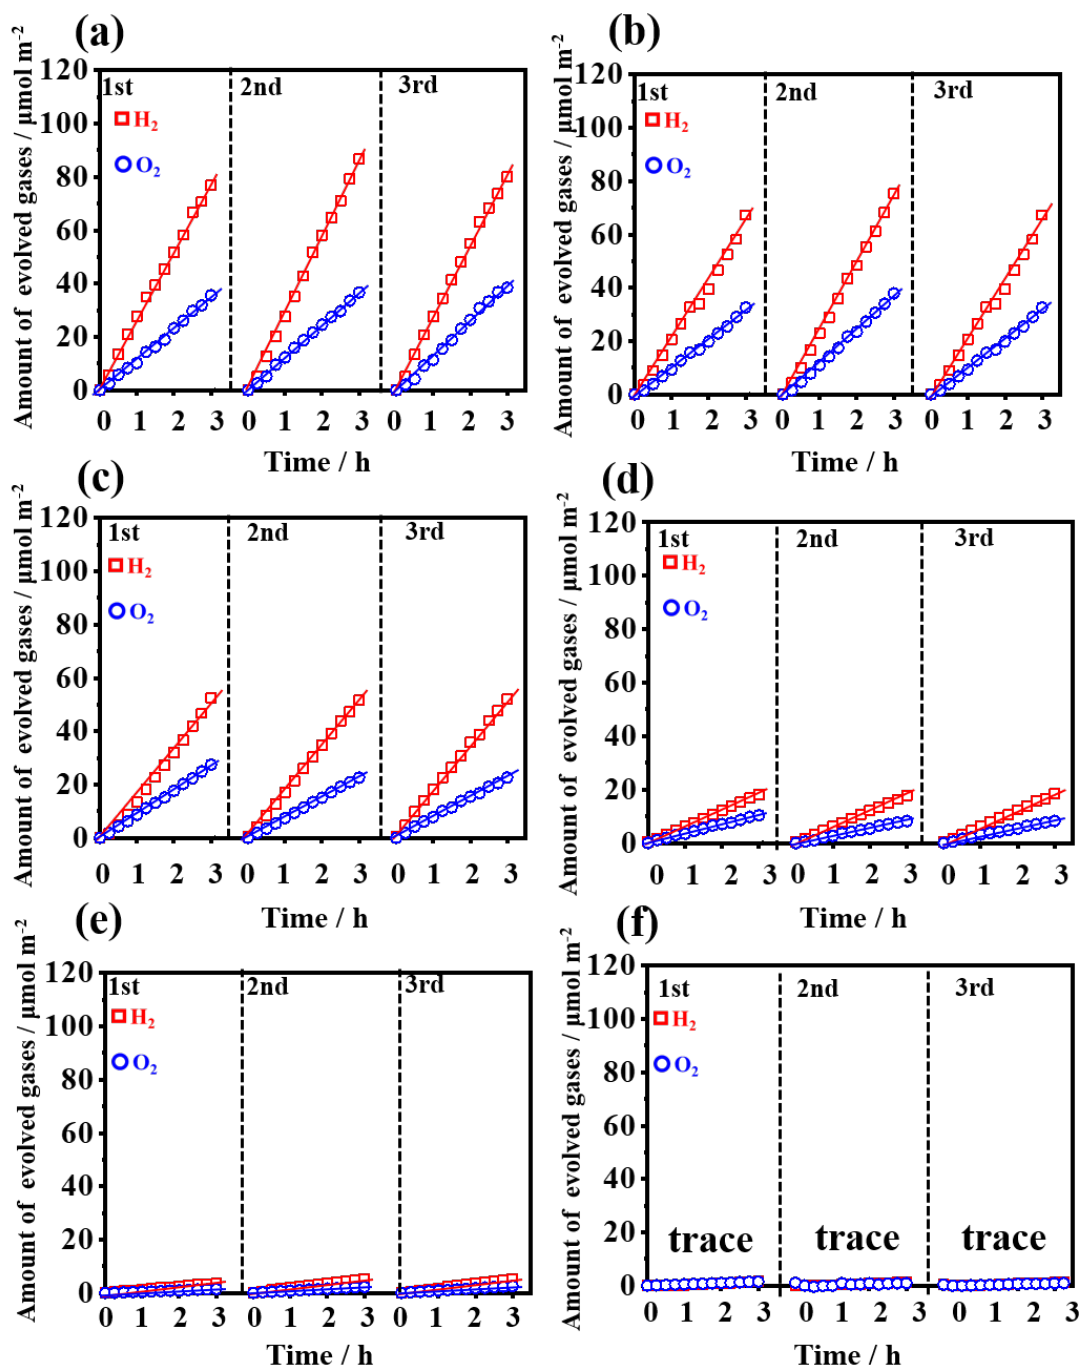 (a)
Amount of evolved gases / μmol m⁻²
120
100
80
60
40
20
0
1st
2nd
3rd
H₂
O₂
0 1 2 3 0 1 2 3 0 1 2 3
Time / h
(b)
Amount of evolved gases / μmol m⁻²
120
100
80
60
40
20
0
1st
2nd
3rd
H₂
O₂
0 1 2 3 0 1 2 3 0 1 2 3
Time / h
(c)
Amount of evolved gases / μmol m⁻²
120
100
80
60
40
20
0
1st
2nd
3rd
H₂
O₂
0 1 2 3 0 1 2 3 0 1 2 3
Time / h
(d)
Amount of evolved gases / μmol m⁻²
120
100
80
60
40
20
0
1st
2nd
3rd
H₂
O₂
0 1 2 3 0 1 2 3 0 1 2 3
Time / h
(e)
Amount of evolved gases / μmol m⁻²
120
100
80
60
40
20
0
1st
2nd
3rd
H₂
O₂
0 1 2 3 0 1 2 3 0 1 2 3
Time / h
(f)
Amount of evolved gases / μmol m⁻²
120
100
80
60
40
20
0
1st
2nd
3rd
H₂
O₂
trace
trace
trace
0 1 2 3 0 1 2 3 0 1 2 3
Time / h